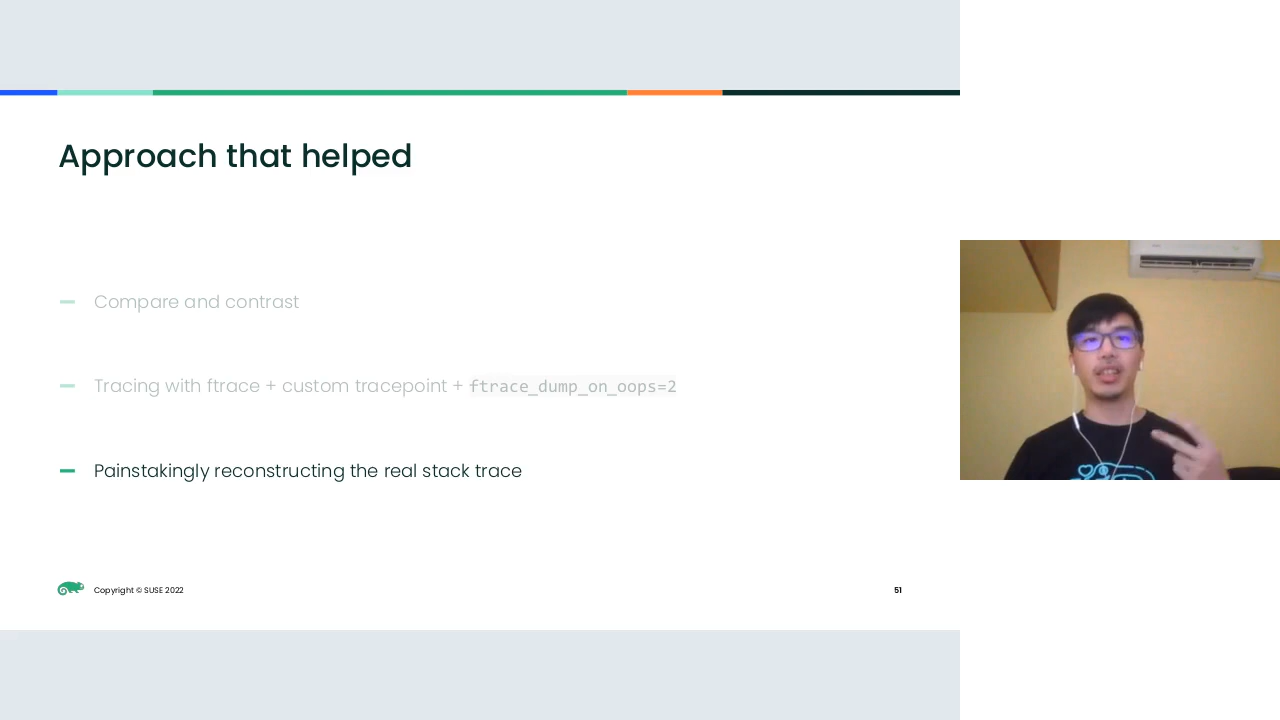 Approach that helped
Compare and contrast
Tracing with ftrace + custom tracepoint + ftrace_dump_on_oops=2
Painstakingly reconstructing the real stack trace
Copyright © SUSE 2022
51